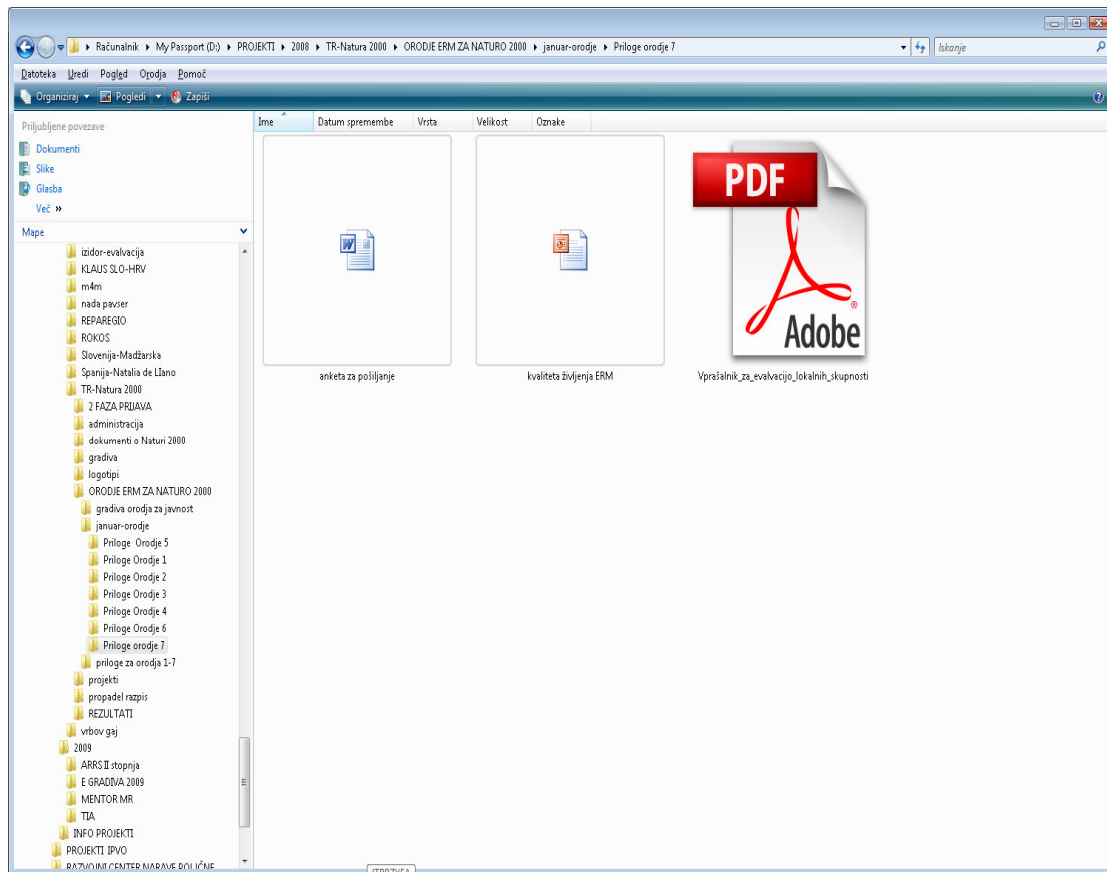 Računalnik ▸ My Passport (D:) ▸ PROJEKTI ▸ 2008 ▸ TR-Natura 2000 ▸ ORODJE ERM ZA NATURO 2000 ▸ januar-orodje ▸ Priloge orodje 7
Iskanje
Datoteka Uredi Pogled Orodja Pomoč
Organiziraj Pogledi Zapiši
Priljubljene povezave
Dokumenti
Slike
Glasba
Več »
Mape
izidor-evalvacija
KLAUS SLO-HRV
m4m
nada pavser
REPAREGIO
ROKOS
Slovenija-Madžarska
Spanija-Natalia de LIano
TR-Natura 2000
2 FAZA PRIJAVA
administracija
dokumenti o Naturi 2000
gradiva
logotipi
ORODJE ERM ZA NATURO 2000
gradiva orodja za javnost
januar-orodje
Priloge Orodje 5
Priloge Orodje 1
Priloge Orodje 2
Priloge Orodje 3
Priloge Orodje 4
Priloge Orodje 6
Priloge orodje 7
priloge za orodja 1-7
projekti
propadel razpis
REZULTATI
vrbov gaj
2009
ARRS II stopnja
E GRADIVA 2009
MENTOR MR
TIA
INFO PROJEKTI
PROJEKTI IPVO
RAZVOJNI CENTER NARAVE POLIČNE
Ime Datum spremembe Vrsta Velikost Oznake
PDF
Adobe
anketa za pošiljanje
kvaliteta življenja ERM
Vprašalnik_za_evalvacijo_lokalnih_skupnosti